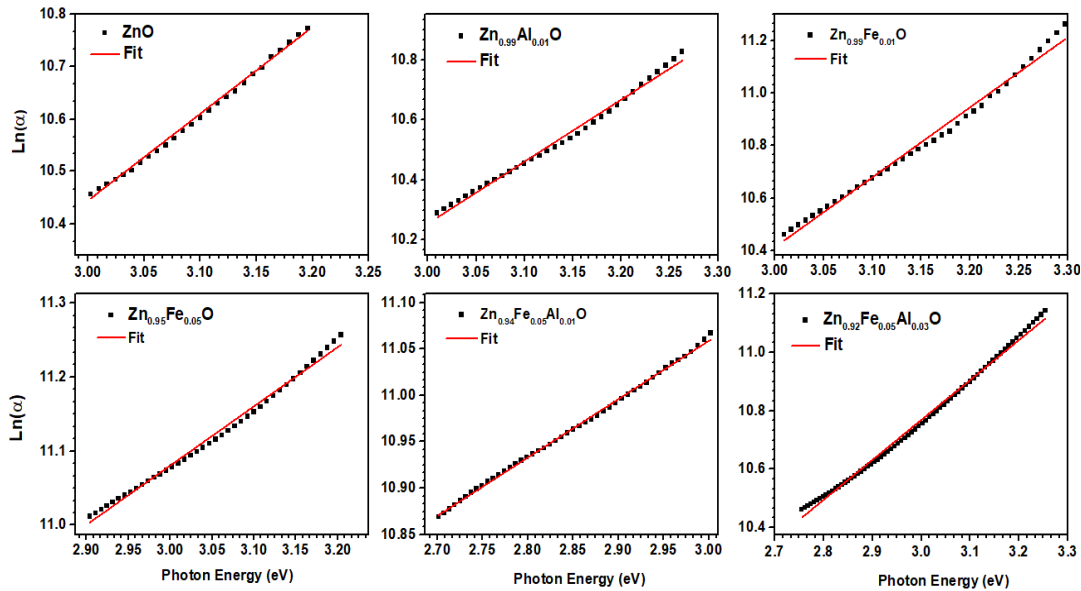 ZnO
Fit
Ln(α)
10.8
10.7
10.6
10.5
10.4
3.00 3.05 3.10 3.15 3.20 3.25
Zn0.99Al0.01O
Fit
10.8
10.6
10.4
10.2
3.00 3.05 3.10 3.15 3.20 3.25 3.30
Zn0.99Fe0.01O
Fit
11.2
11.0
10.8
10.6
10.4
3.00 3.05 3.10 3.15 3.20 3.25 3.30
Zn0.95Fe0.05O
Fit
Ln(α)
11.3
11.2
11.1
11.0
2.90 2.95 3.00 3.05 3.10 3.15 3.20
Photon Energy (eV)
Zn0.94Fe0.05Al0.01O
Fit
11.10
11.05
11.00
10.95
10.90
10.85
2.70 2.75 2.80 2.85 2.90 2.95 3.00
Photon Energy (eV)
Zn0.92Fe0.05Al0.03O
Fit
11.2
11.0
10.8
10.6
10.4
2.7 2.8 2.9 3.0 3.1 3.2 3.3
Photon Energy (eV)